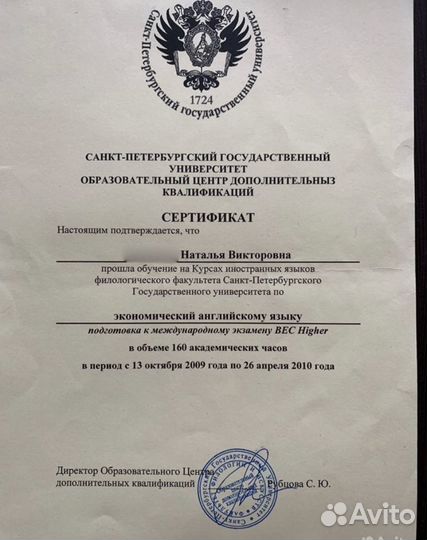 Санкт-Петербургский государственный университет
1724
САНКТ-ПЕТЕРБУРГСКИЙ ГОСУДАРСТВЕННЫЙ
УНИВЕРСИТЕТ
ОБРАЗОВАТЕЛЬНЫЙ ЦЕНТР ДОПОЛНИТЕЛЬНЫЗ
КВАЛИФИКАЦИЙ
СЕРТИФИКАТ
Настоящим подтверждается, что
Наталья Викторовна
прошла обучение на Курсах иностранных языков
филологического факультета Санкт-Петербургского
Государственного университета по
экономический английскому языку
подготовка к международному экзамену BEC Higher
в объеме 160 академических часов
в период с 13 октября 2009 года по 26 апреля 2010 года
Директор Образовательного Центра
дополнительных квалификаций Рубцова С. Ю.
Avito